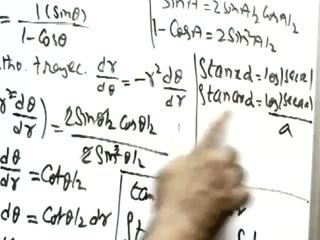 = 1(Sinθ) / 1-Cosθ
SinA = 2SinA/2 CosA/2
1-CosA = 2Sin²A/2
tho. trajec. dr/dθ = -r² dθ/dr
∫tanxd = log|secx|
∫tanaxd = log|secax| / a
r² dθ/dr) = 2Sinθ/2 Cosθ/2 / 2Sin²θ/2
dθ/dr = Cotθ/2
dθ = Cotθ/2 dr